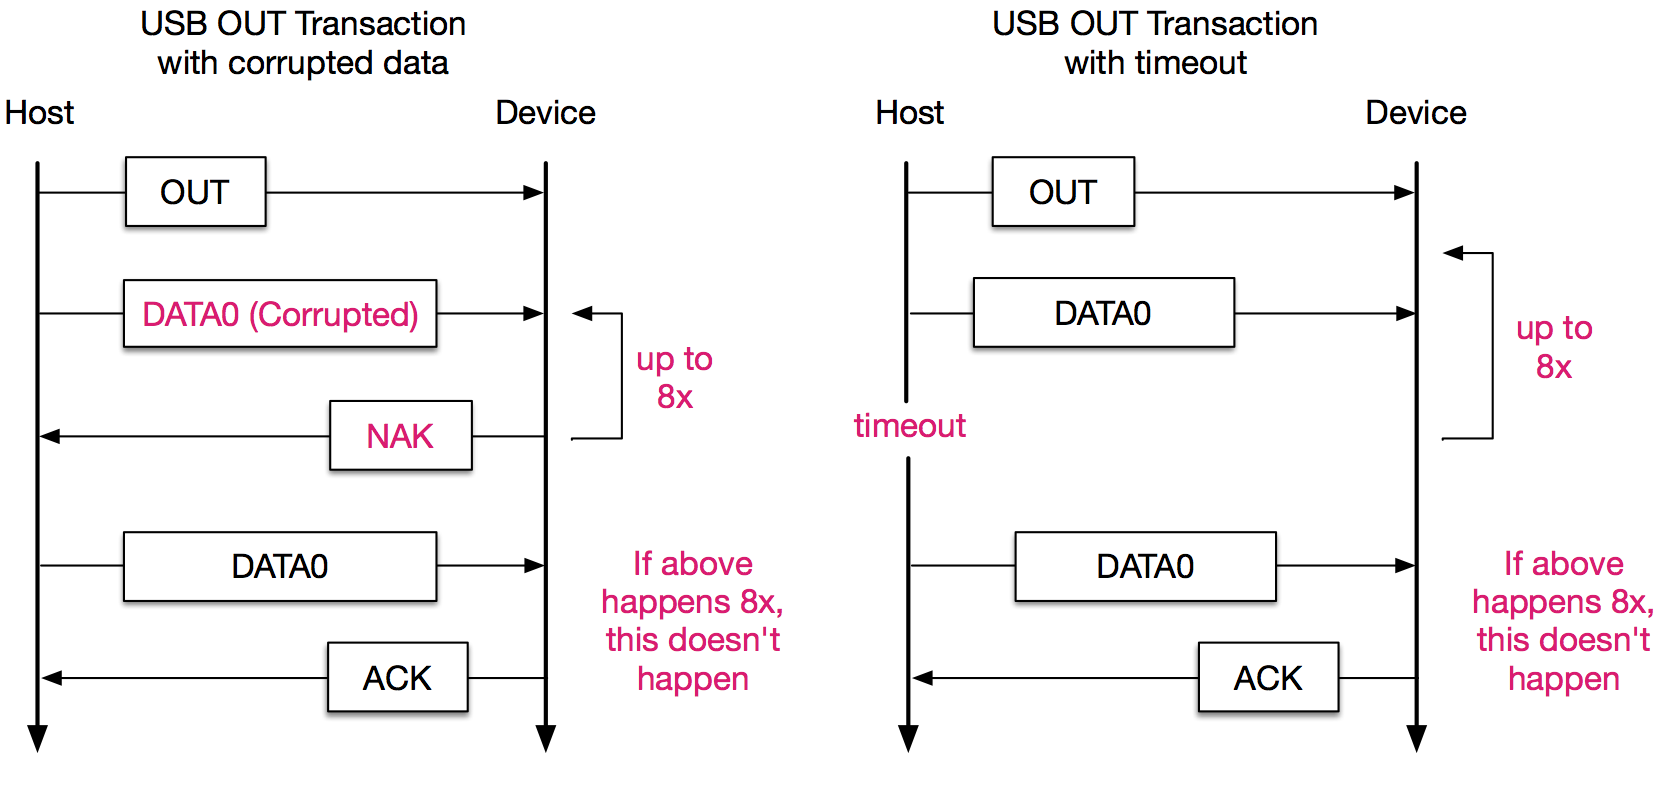 USB OUT Transaction
with corrupted data
Host
Device
OUT
DATA0 (Corrupted)
up to
8x
NAK
DATA0
If above
happens 8x,
this doesn't
happen
ACK
USB OUT Transaction
with timeout
Host
Device
OUT
DATA0
up to
8x
timeout
DATA0
If above
happens 8x,
this doesn't
happen
ACK